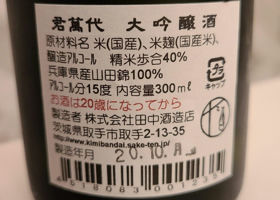 君萬代 大吟醸酒
原材料名 米(国産)、米麹(国産米)、
醸造アルコール 精米歩合40%
兵庫県産山田錦100%
アルコール分15度 内容量300ml
お酒は20歳になってから
製造者 株式会社田中酒造店
茨城県取手市取手2-13-35
http://www.kimibandai.sake-ten.jp/
製造年月 20.10.
キャップ